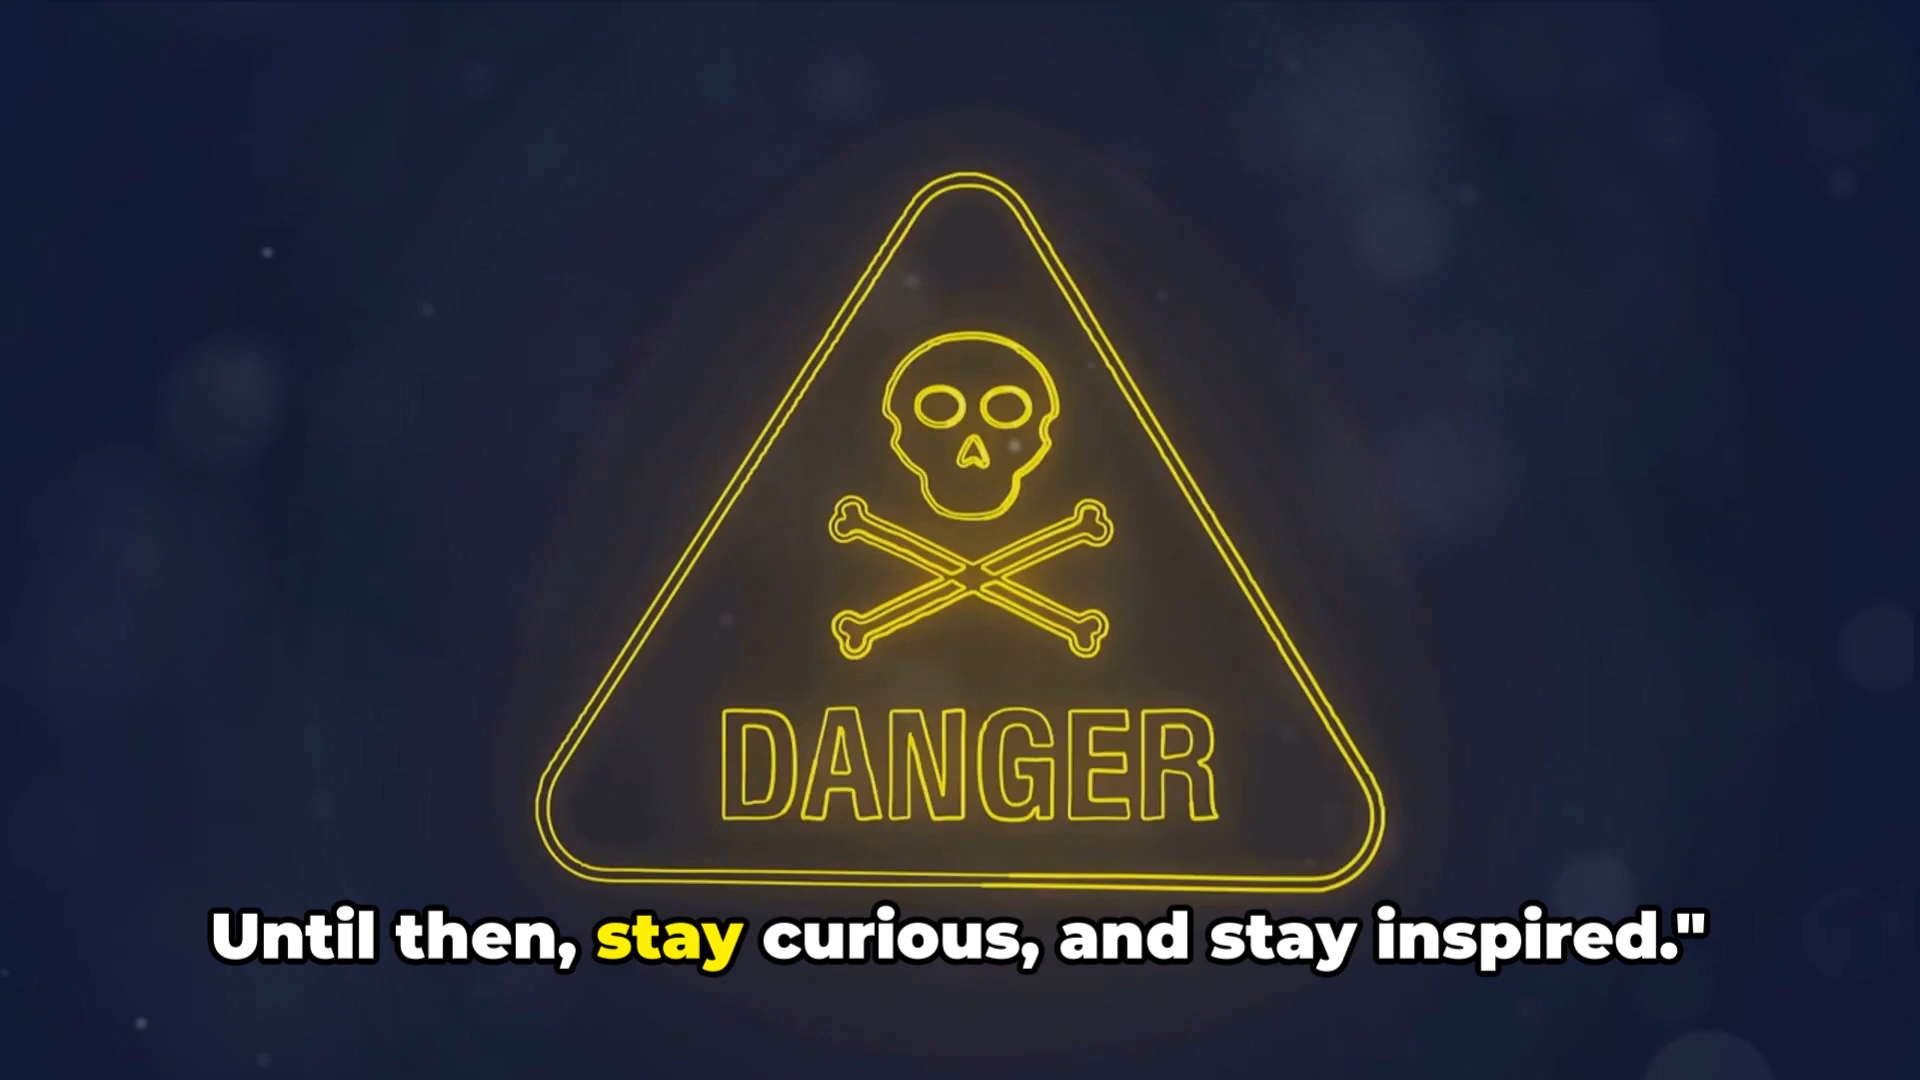 DANGER
Until then, stay curious, and stay inspired."